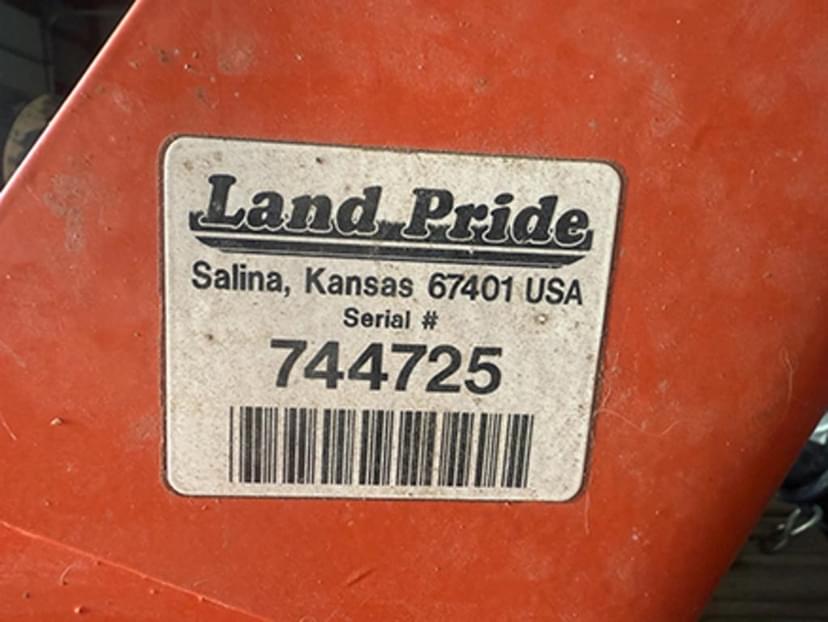 Land Pride
Salina, Kansas 67401 USA
Serial #
744725